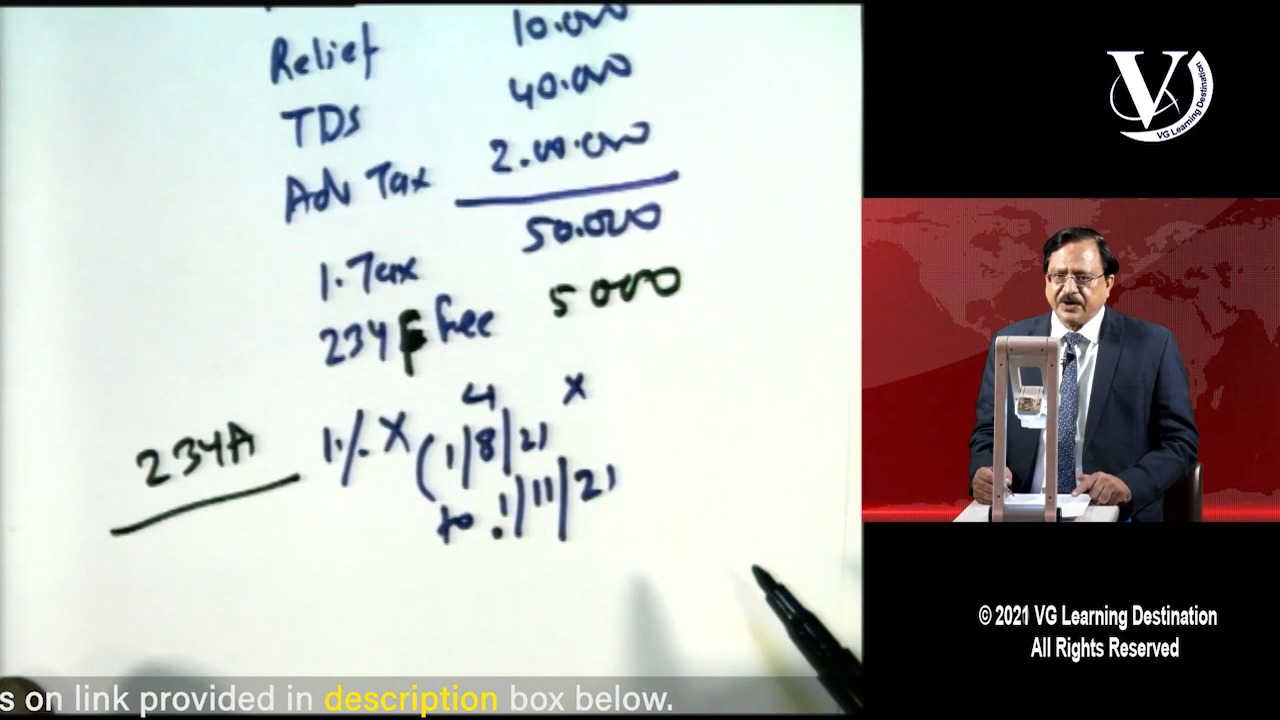 Relief 10.000
TDS 40.000
Adv Tax 2.00.000
50.000
1. Tax
234F Fee 5000
4 X
234A 1% X (1/8/21
to 1/11/21
V
VG Learning Destination
© 2021 VG Learning Destination
All Rights Reserved
s on link provided in description box below.